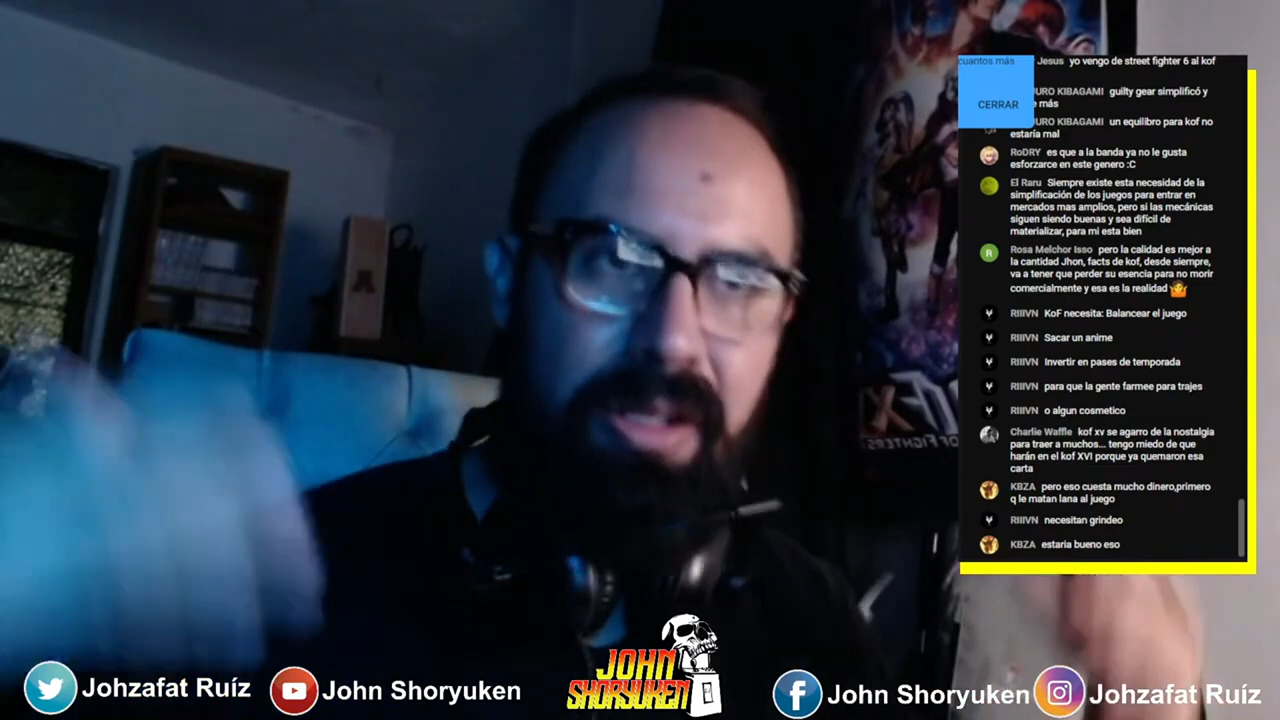 cuantos más
Jesus yo vengo de street fighter 6 al kof
CERRAR
URO KIBAGAMI guilty gear simplificó y
más
URO KIBAGAMI un equilibro para kof no
estaría mal
RoDRY es que a la banda ya no le gusta
esforzarce en este genero :C
El Raru Siempre existe esta necesidad de la
simplificación de los juegos para entrar en
mercados mas amplios, pero si las mecánicas
siguen siendo buenas y sea difícil de
materializar, para mi esta bien
R
Rosa Melchor Isso pero la calidad es mejor a
la cantidad Jhon, facts de kof, desde siempre,
va a tener que perder su esencia para no morir
comercialmente y esa es la realidad
RIIIVN KoF necesita: Balancear el juego
RIIIVN Sacar un anime
RIIIVN Invertir en pases de temporada
RIIIVN para que la gente farmee para trajes
RIIIVN o algun cosmetico
Charlie Waffle kof xv se agarro de la nostalgia
para traer a muchos... tengo miedo de que
harán en el kof XVI porque ya quemaron esa
carta
KBZA pero eso cuesta mucho dinero,primero
q le matan lana al juego
RIIIVN necesitan grindeo
KBZA estaria bueno eso
OF FIGHTERS
JOHN
SHORYUKEN
Johzafat Ruíz
John Shoryuken
John Shoryuken
Johzafat Ruíz